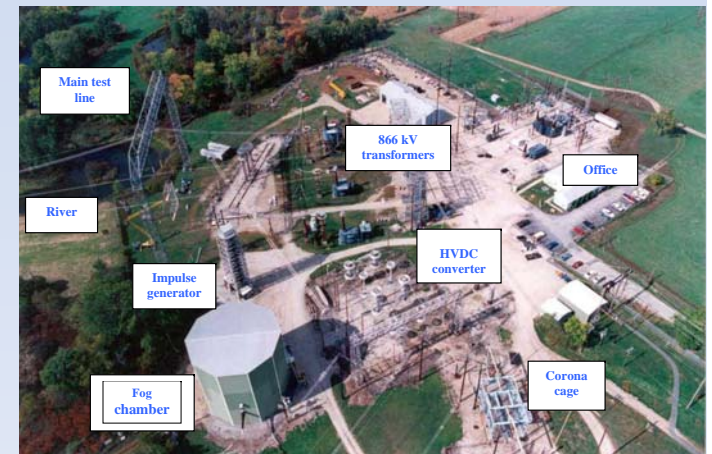 Main test
line
866 kV
transformers
Office
River
HVDC
converter
Impulse
generator
Corona
cage
Fog
chamber